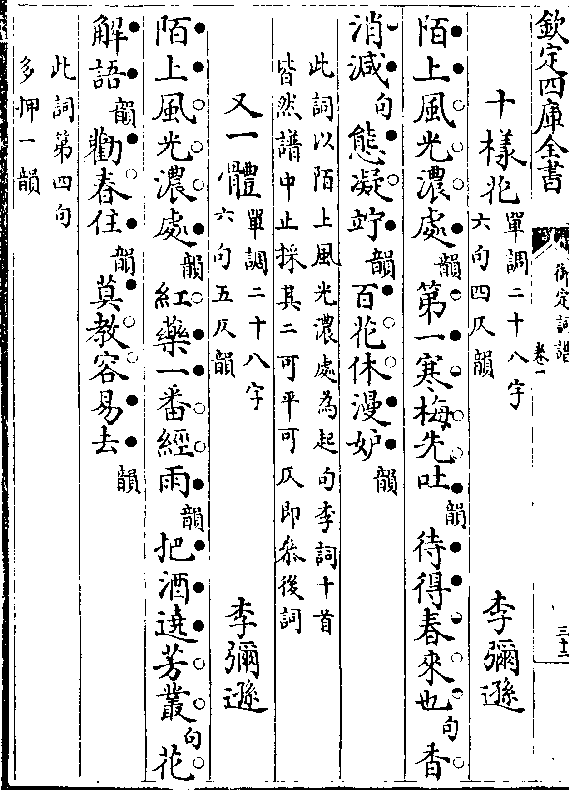 欽定四庫全書
御定詞譜
卷一
三十二
十樣花 單調二十八字六句四仄韻 李彌遜
陌上風光濃處韻第一寒梅先吐韻待得春來也句香
消減句態凝竚韻百花休漫妒韻
此詞以陌上風光濃處為起句李詞十首
皆然譜中止採其二可平可仄即叅後詞
又一體 單調二十八字六句五仄韻 李彌遜
陌上風光濃處韻紅藥一番經雨韻把酒遶芳叢句花
解語韻勸春住韻莫教容易去韻
此詞第四句
多押一韻